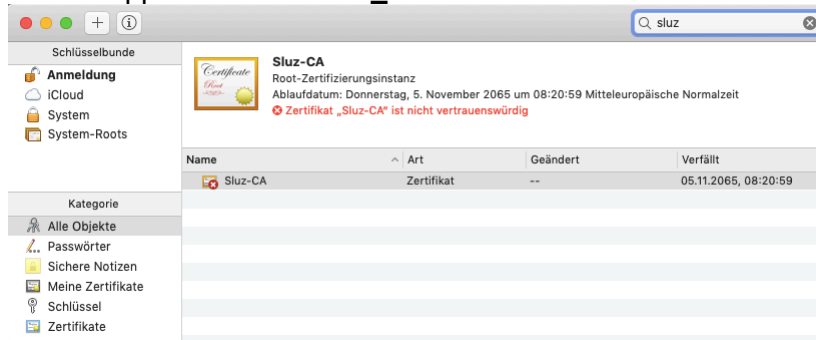 sluz
Schlüsselbunde
Anmeldung
iCloud
System
System-Roots
Certificate
Root
Sluz-CA
Root-Zertifizierungsinstanz
Ablaufdatum: Donnerstag, 5. November 2065 um 08:20:59 Mitteleuropäische Normalzeit
Zertifikat „Sluz-CA“ ist nicht vertrauenswürdig
Name Art Geändert Verfällt
Sluz-CA Zertifikat -- 05.11.2065, 08:20:59
Kategorie
Alle Objekte
Passwörter
Sichere Notizen
Meine Zertifikate
Schlüssel
Zertifikate